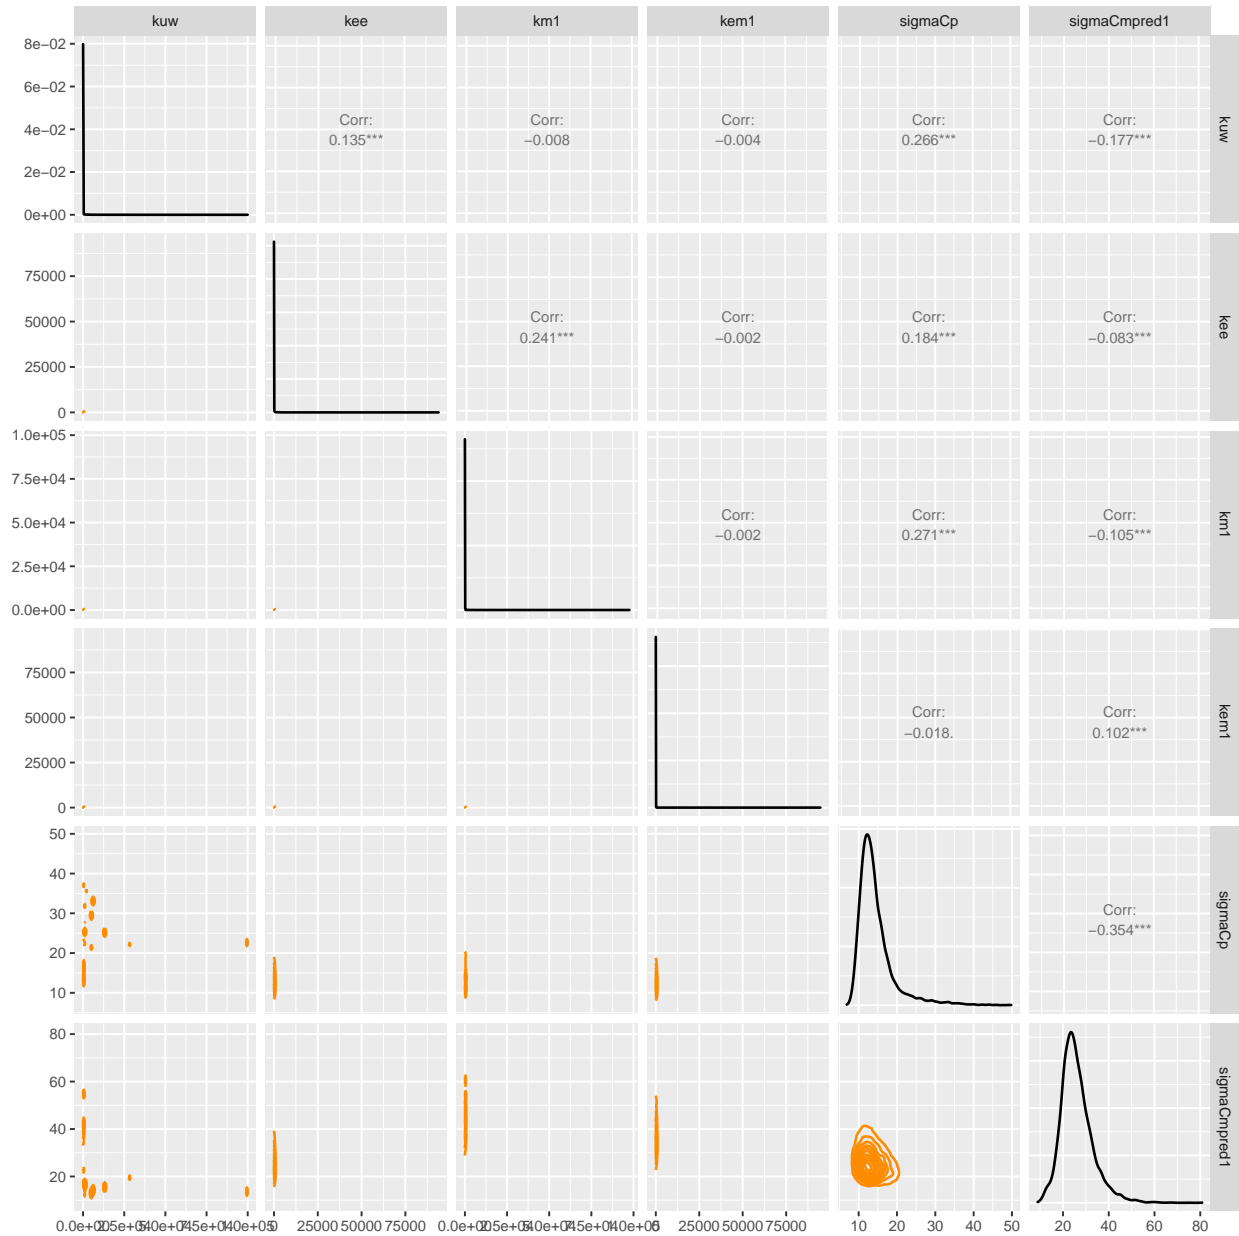 kuw kee km1 kem1 sigmaCp sigmaCmpred1
8e−02
6e−02
4e−02
2e−02
0e+00
Corr:
0.135***
Corr:
−0.008
Corr:
−0.004
Corr:
0.266***
Corr:
−0.177***
kuw
75000
50000
25000
0
Corr:
0.241***
Corr:
−0.002
Corr:
0.184***
Corr:
−0.083***
kee
1.0e+05
7.5e+04
5.0e+04
2.5e+04
0.0e+00
Corr:
−0.002
Corr:
0.271***
Corr:
−0.105***
km1
75000
50000
25000
0
Corr:
−0.018.
Corr:
0.102***
kem1
50
40
30
20
10
Corr:
−0.354***
sigmaCp
80
60
40
20
sigmaCmpred1
25000 50000 75000 25000 50000 75000 10 20 30 40 50 20 40 60 80